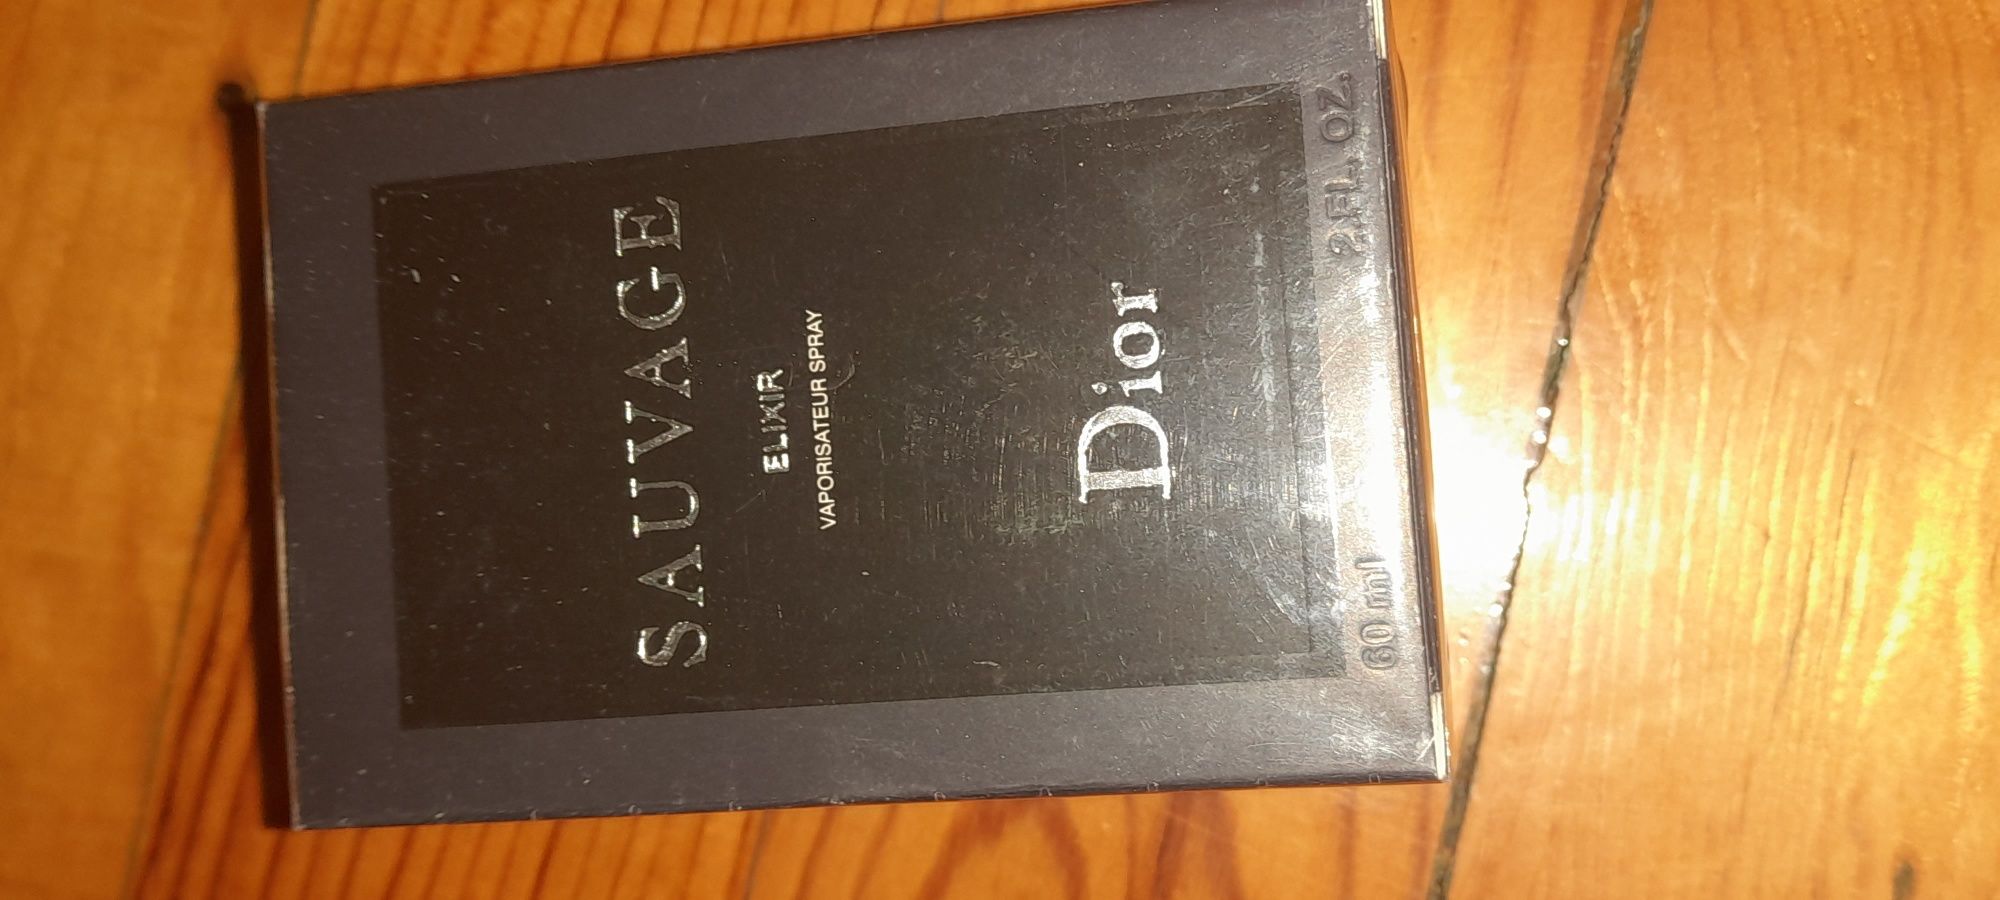 SAUVAGE
ELIXIR
VAPORISATEUR SPRAY
Dior
60 ml 2 FL. OZ.